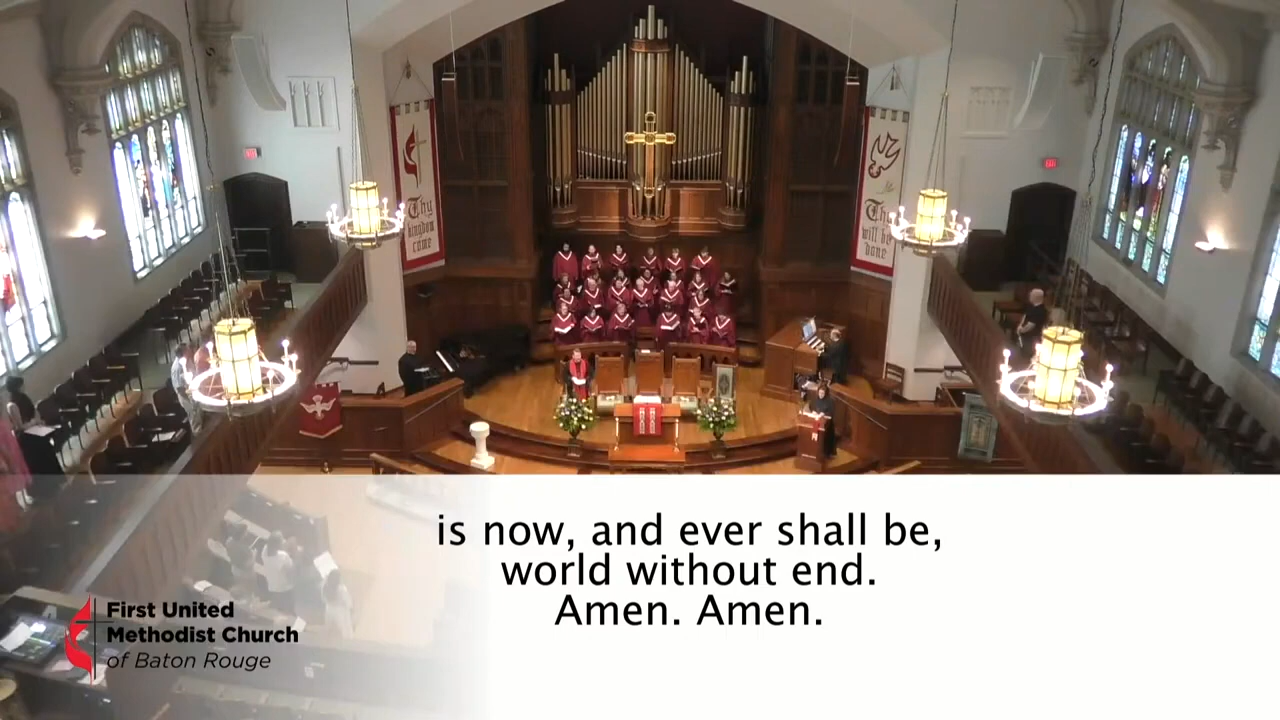 Thy
kingdom
come
Thy
will be
done
is now, and ever shall be,
world without end.
Amen. Amen.
First United
Methodist Church
of Baton Rouge